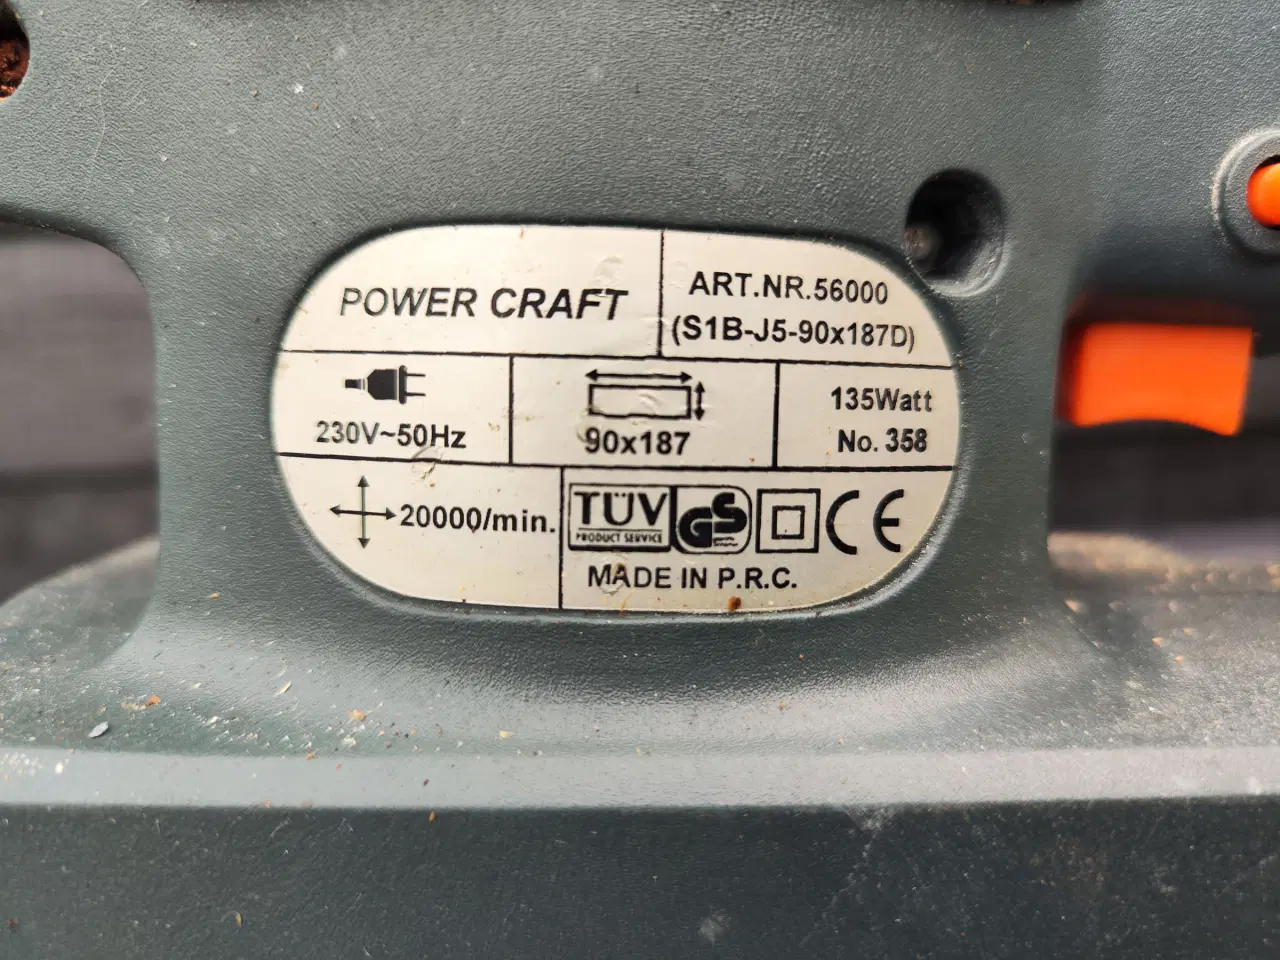 POWER CRAFT
ART.NR.56000
(S1B-J5-90x187D)
230V~50Hz
90x187
135Watt
No. 358
20000/min.
TÜV
PRODUCT SERVICE
GS
CE
MADE IN P.R.C.